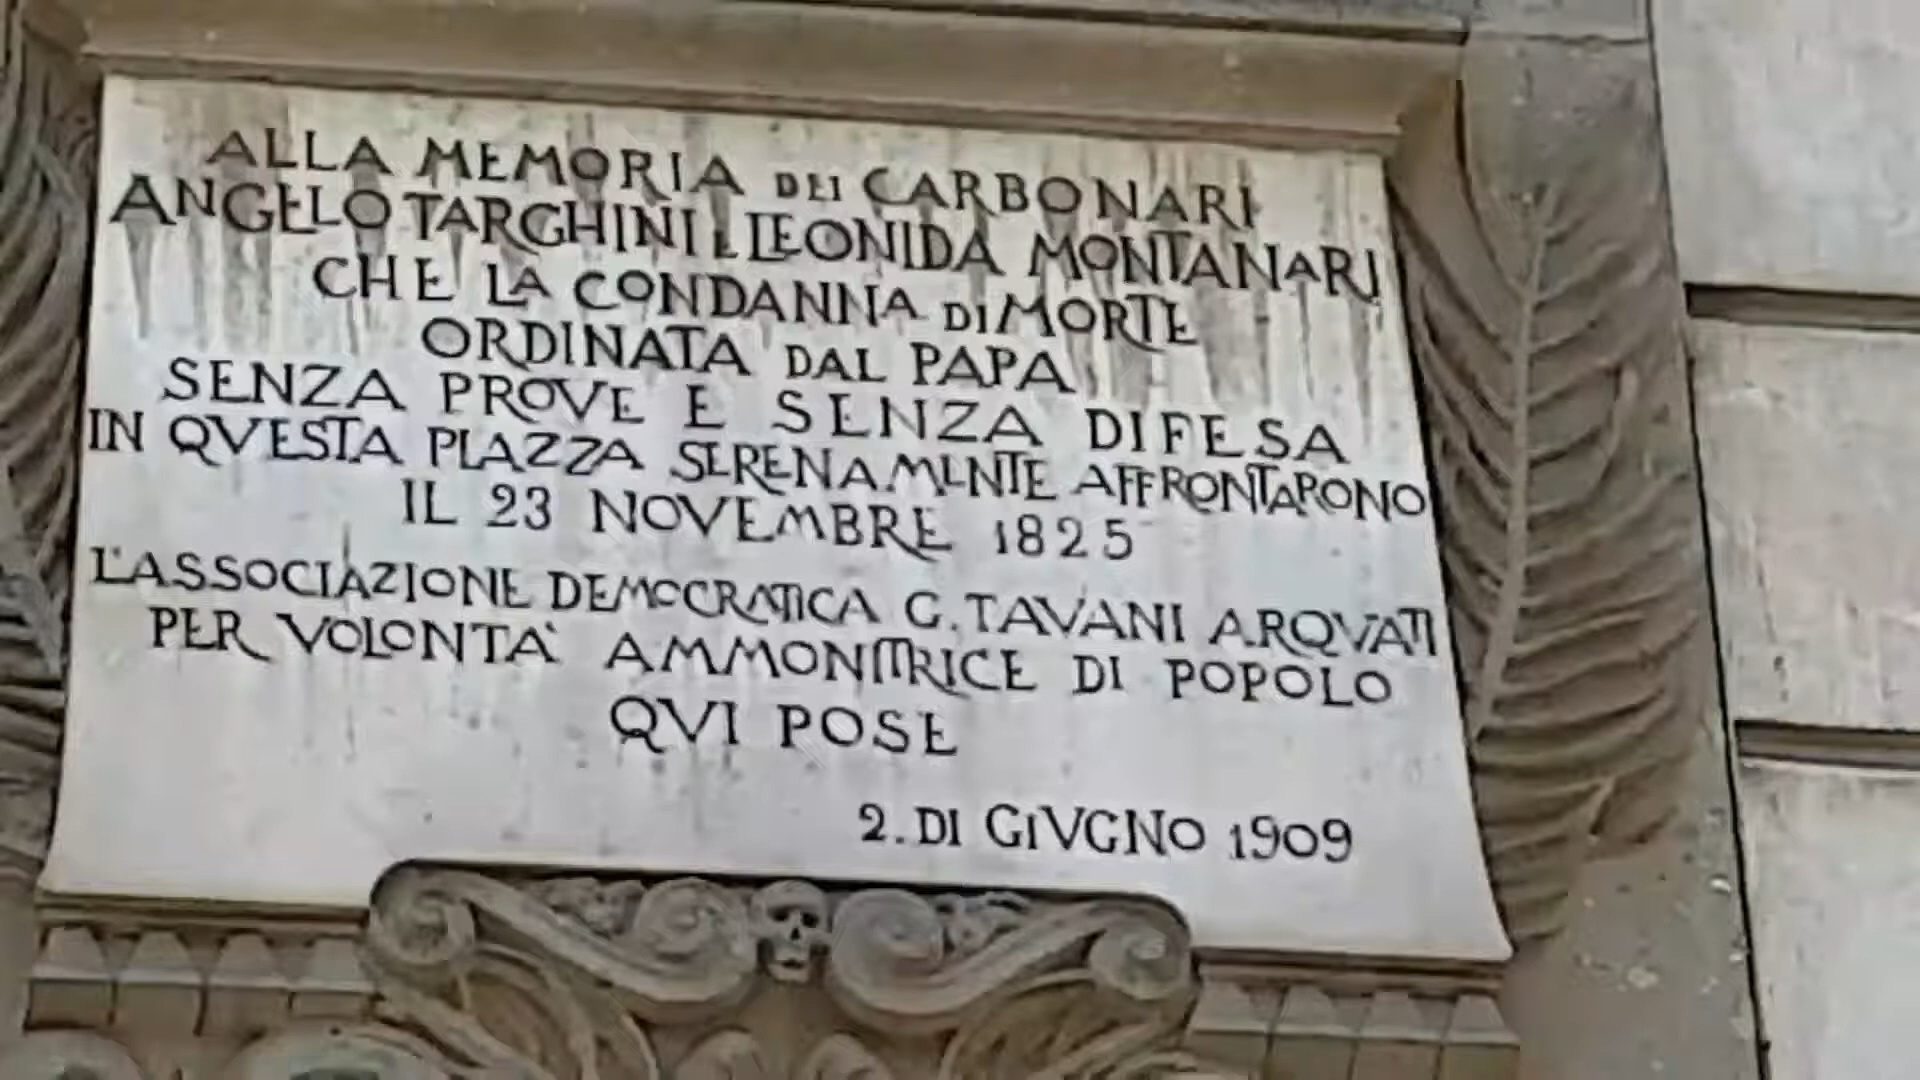 ALLA MEMORIA DEI CARBONARI
ANGELO TARGHINI E LEONIDA MONTANARI
CHE LA CONDANNA DI MORTE
ORDINATA DAL PAPA
SENZA PROVE E SENZA DIFESA
IN QVESTA PIAZZA SERENAMENTE AFFRONTARONO
IL 23 NOVEMBRE 1825
L'ASSOCIAZIONE DEMOCRATICA G. TAVANI ARQVATI
PER VOLONTA' AMMONITRICE DI POPOLO
QVI POSE
2. DI GIVGNO 1909